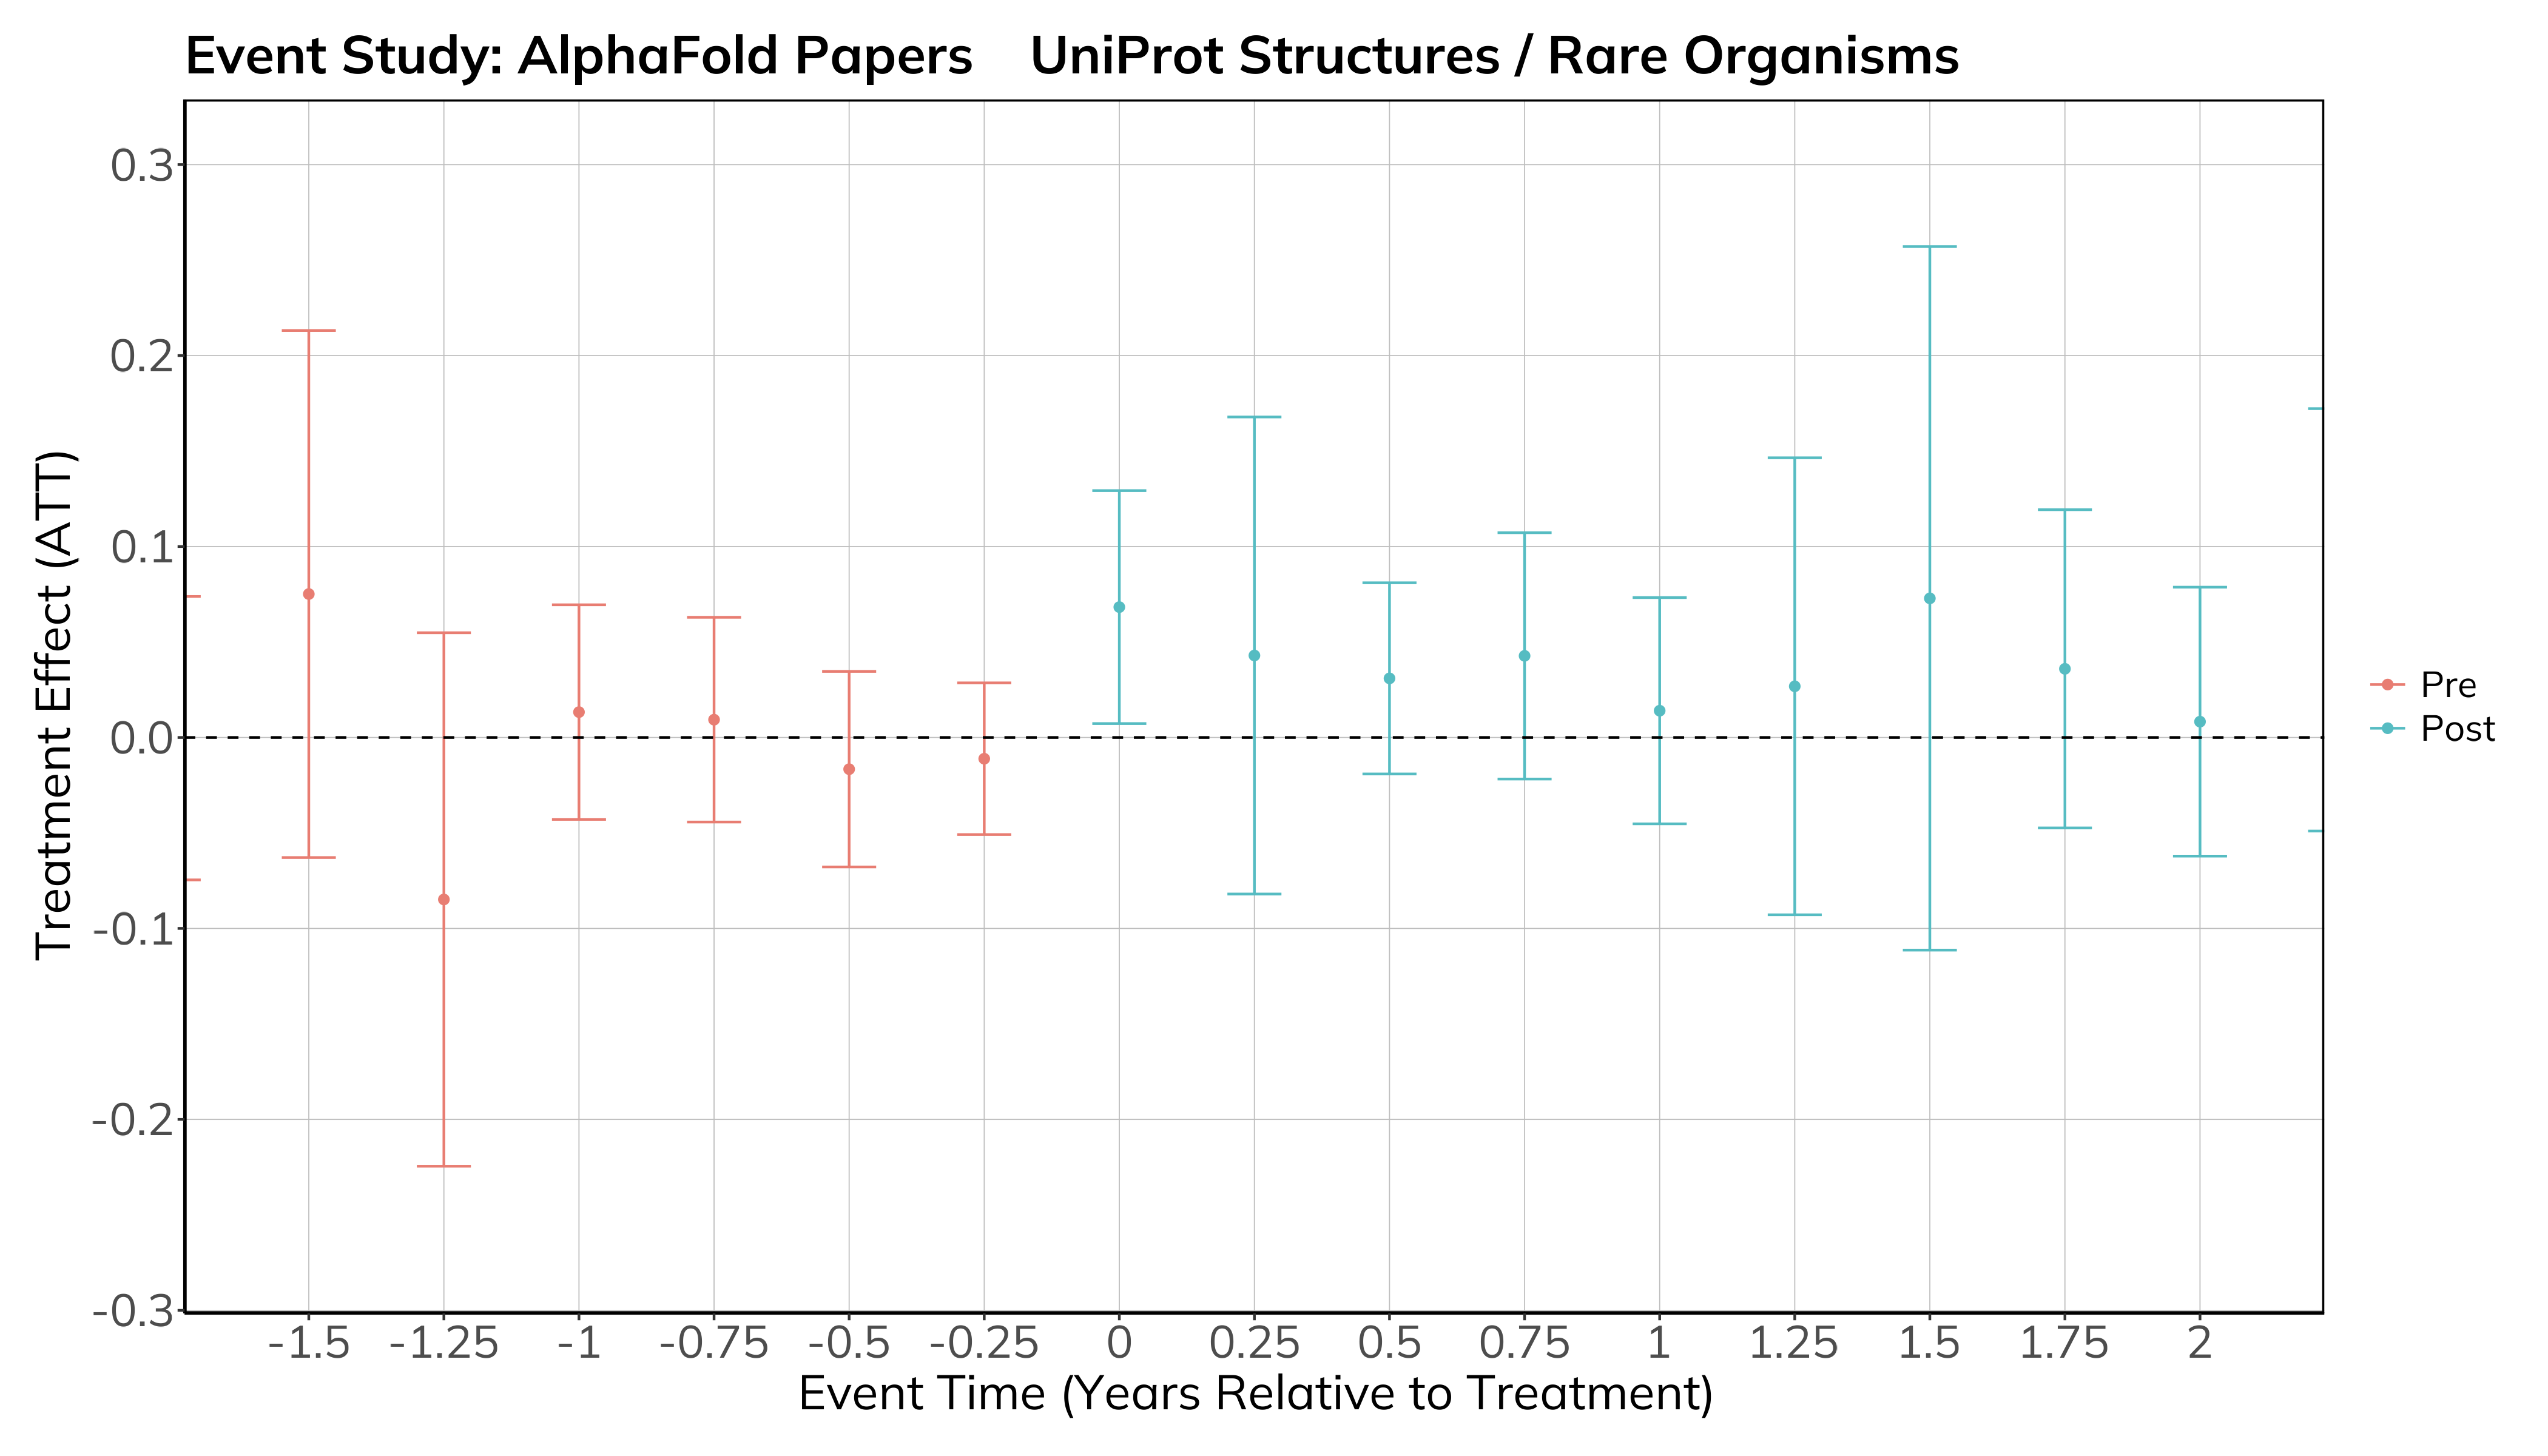 Event Study: AlphaFold Papers    UniProt Structures / Rare Organisms
Treatment Effect (ATT)
0.3
0.2
0.1
0.0
-0.1
-0.2
-0.3
-1.5 -1.25 -1 -0.75 -0.5 -0.25 0 0.25 0.5 0.75 1 1.25 1.5 1.75 2
Event Time (Years Relative to Treatment)
Pre
Post